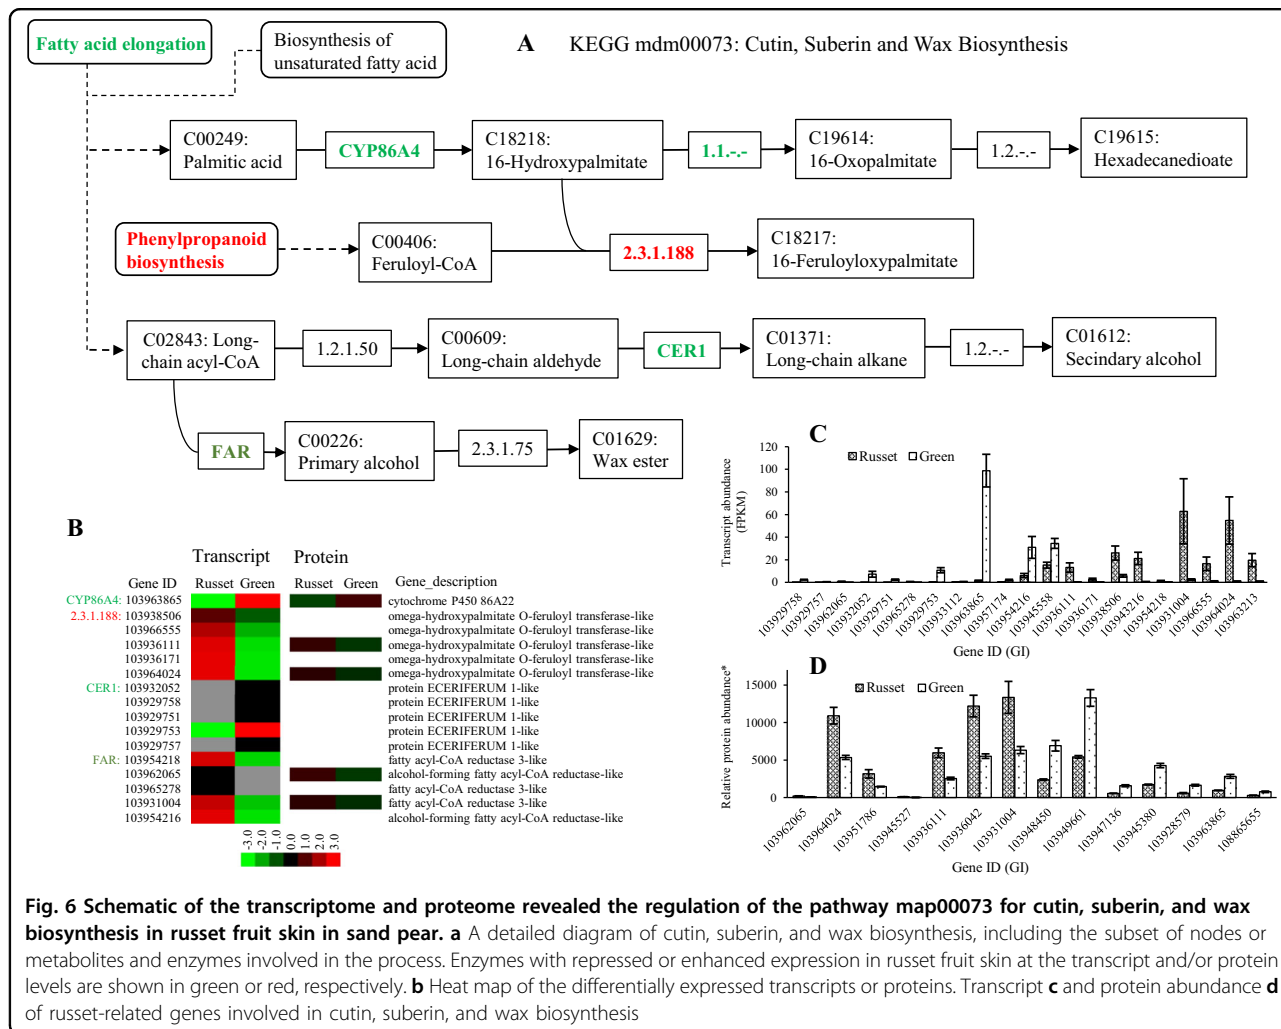 Fatty acid elongation
Biosynthesis of
unsaturated fatty acid
A KEGG mdm00073: Cutin, Suberin and Wax Biosynthesis
C00249:
Palmitic acid
CYP86A4
C18218:
16-Hydroxypalmitate
1.1.-.-
C19614:
16-Oxopalmitate
1.2.-.-
C19615:
Hexadecanedioate
Phenylpropanoid
biosynthesis
C00406:
Feruloyl-CoA
2.3.1.188
C18217:
16-Feruloyloxypalmitate
C02843: Long-
chain acyl-CoA
1.2.1.50
C00609:
Long-chain aldehyde
CER1
C01371:
Long-chain alkane
1.2.-.-
C01612:
Secindary alcohol
FAR
C00226:
Primary alcohol
2.3.1.75
C01629:
Wax ester
B
Transcript Protein
Gene ID Russet Green Russet Green Gene_description
CYP86A4: 103963865 cytochrome P450 86A22
2.3.1.188: 103938506 omega-hydroxypalmitate O-feruloyl transferase-like
103966555 omega-hydroxypalmitate O-feruloyl transferase-like
103936111 omega-hydroxypalmitate O-feruloyl transferase-like
103936171 omega-hydroxypalmitate O-feruloyl transferase-like
103964024 omega-hydroxypalmitate O-feruloyl transferase-like
CER1: 103932052 protein ECERIFERUM 1-like
103929758 protein ECERIFERUM 1-like
103929751 protein ECERIFERUM 1-like
103929753 protein ECERIFERUM 1-like
103929757 protein ECERIFERUM 1-like
FAR: 103954218 fatty acyl-CoA reductase 3-like
103962065 alcohol-forming fatty acyl-CoA reductase-like
103965278 fatty acyl-CoA reductase 3-like
103931004 fatty acyl-CoA reductase 3-like
103954216 alcohol-forming fatty acyl-CoA reductase-like
-3.0 -2.0 -1.0 0.0 1.0 2.0 3.0
C
Russet Green
Transcript abundance
(FPKM)
120
100
80
60
40
20
0
103929758 103929757 103962065 103932052 103929751 103965278 103929753 103933112 103963865 103957174 103954216 103945558 103936111 103936171 103938506 103943216 103954218 103931004 103966555 103964024 103963213
Gene ID (GI)
D
Russet Green
Relative protein abundance*
15000
10000
5000
0
103962065 103964024 103951786 103945527 103936111 103936042 103931004 103948450 103949661 103947136 103945380 103928579 103963865 108865655
Gene ID (GI)
Fig. 6 Schematic of the transcriptome and proteome revealed the regulation of the pathway map00073 for cutin, suberin, and wax
biosynthesis in russet fruit skin in sand pear. a A detailed diagram of cutin, suberin, and wax biosynthesis, including the subset of nodes or
metabolites and enzymes involved in the process. Enzymes with repressed or enhanced expression in russet fruit skin at the transcript and/or protein
levels are shown in green or red, respectively. b Heat map of the differentially expressed transcripts or proteins. Transcript c and protein abundance d
of russet-related genes involved in cutin, suberin, and wax biosynthesis